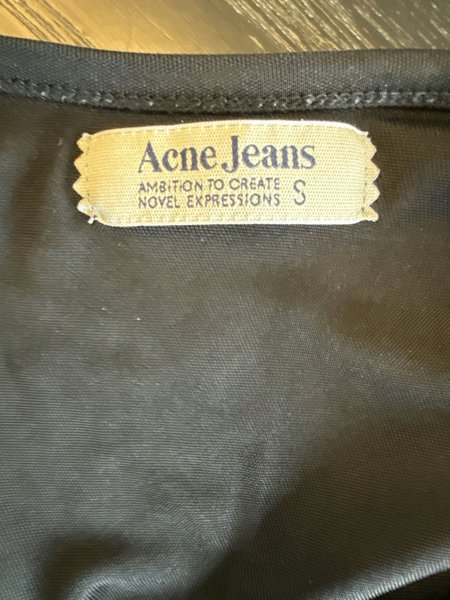 Acne Jeans
AMBITION TO CREATE
NOVEL EXPRESSIONS S